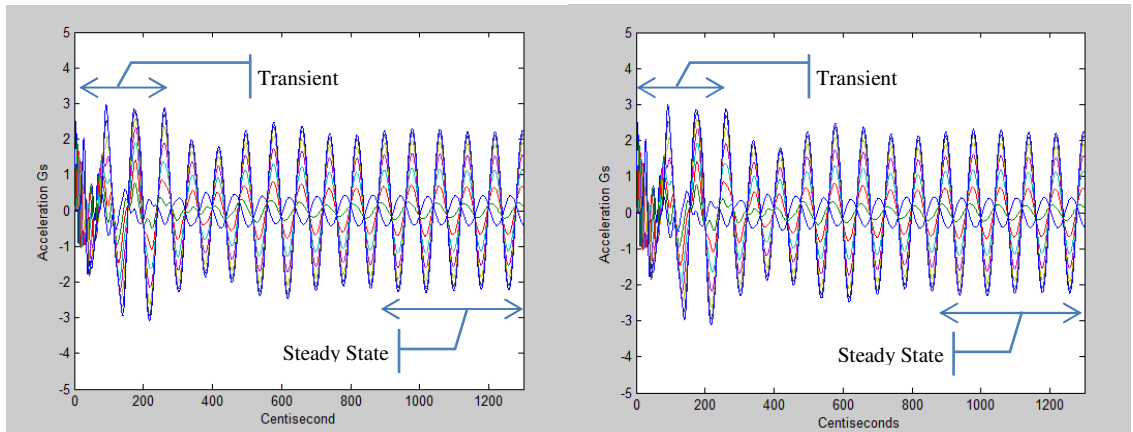 5
4
3
2
1
0
-1
-2
-3
-4
-5
Acceleration Gs
Transient
Steady State
0 200 400 600 800 1000 1200
Centisecond
5
4
3
2
1
0
-1
-2
-3
-4
-5
Acceleration Gs
Transient
Steady State
0 200 400 600 800 1000 1200
Centiseconds